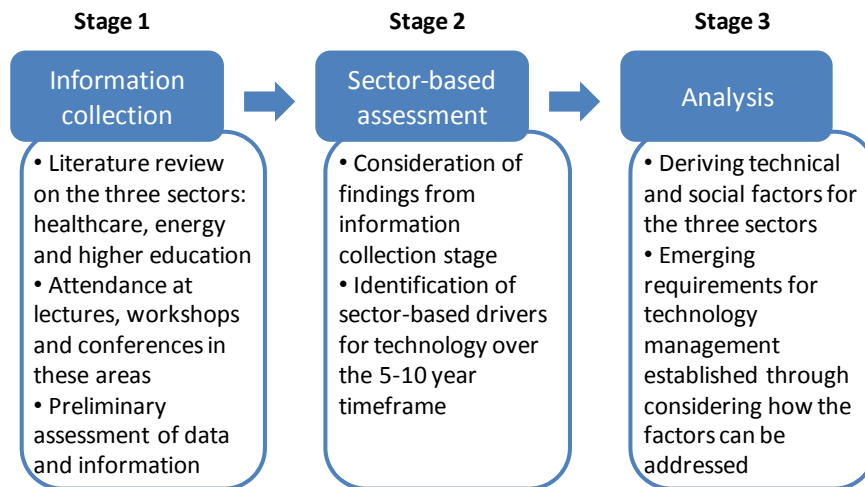 Stage 1
Information
collection
• Literature review
on the three sectors:
healthcare, energy
and higher education
• Attendance at
lectures, workshops
and conferences in
these areas
• Preliminary
assessment of data
and information
Stage 2
Sector-based
assessment
• Consideration of
findings from
information
collection stage
• Identification of
sector-based drivers
for technology over
the 5-10 year
timeframe
Stage 3
Analysis
• Deriving technical
and social factors for
the three sectors
• Emerging
requirements for
technology
management
established through
considering how the
factors can be
addressed